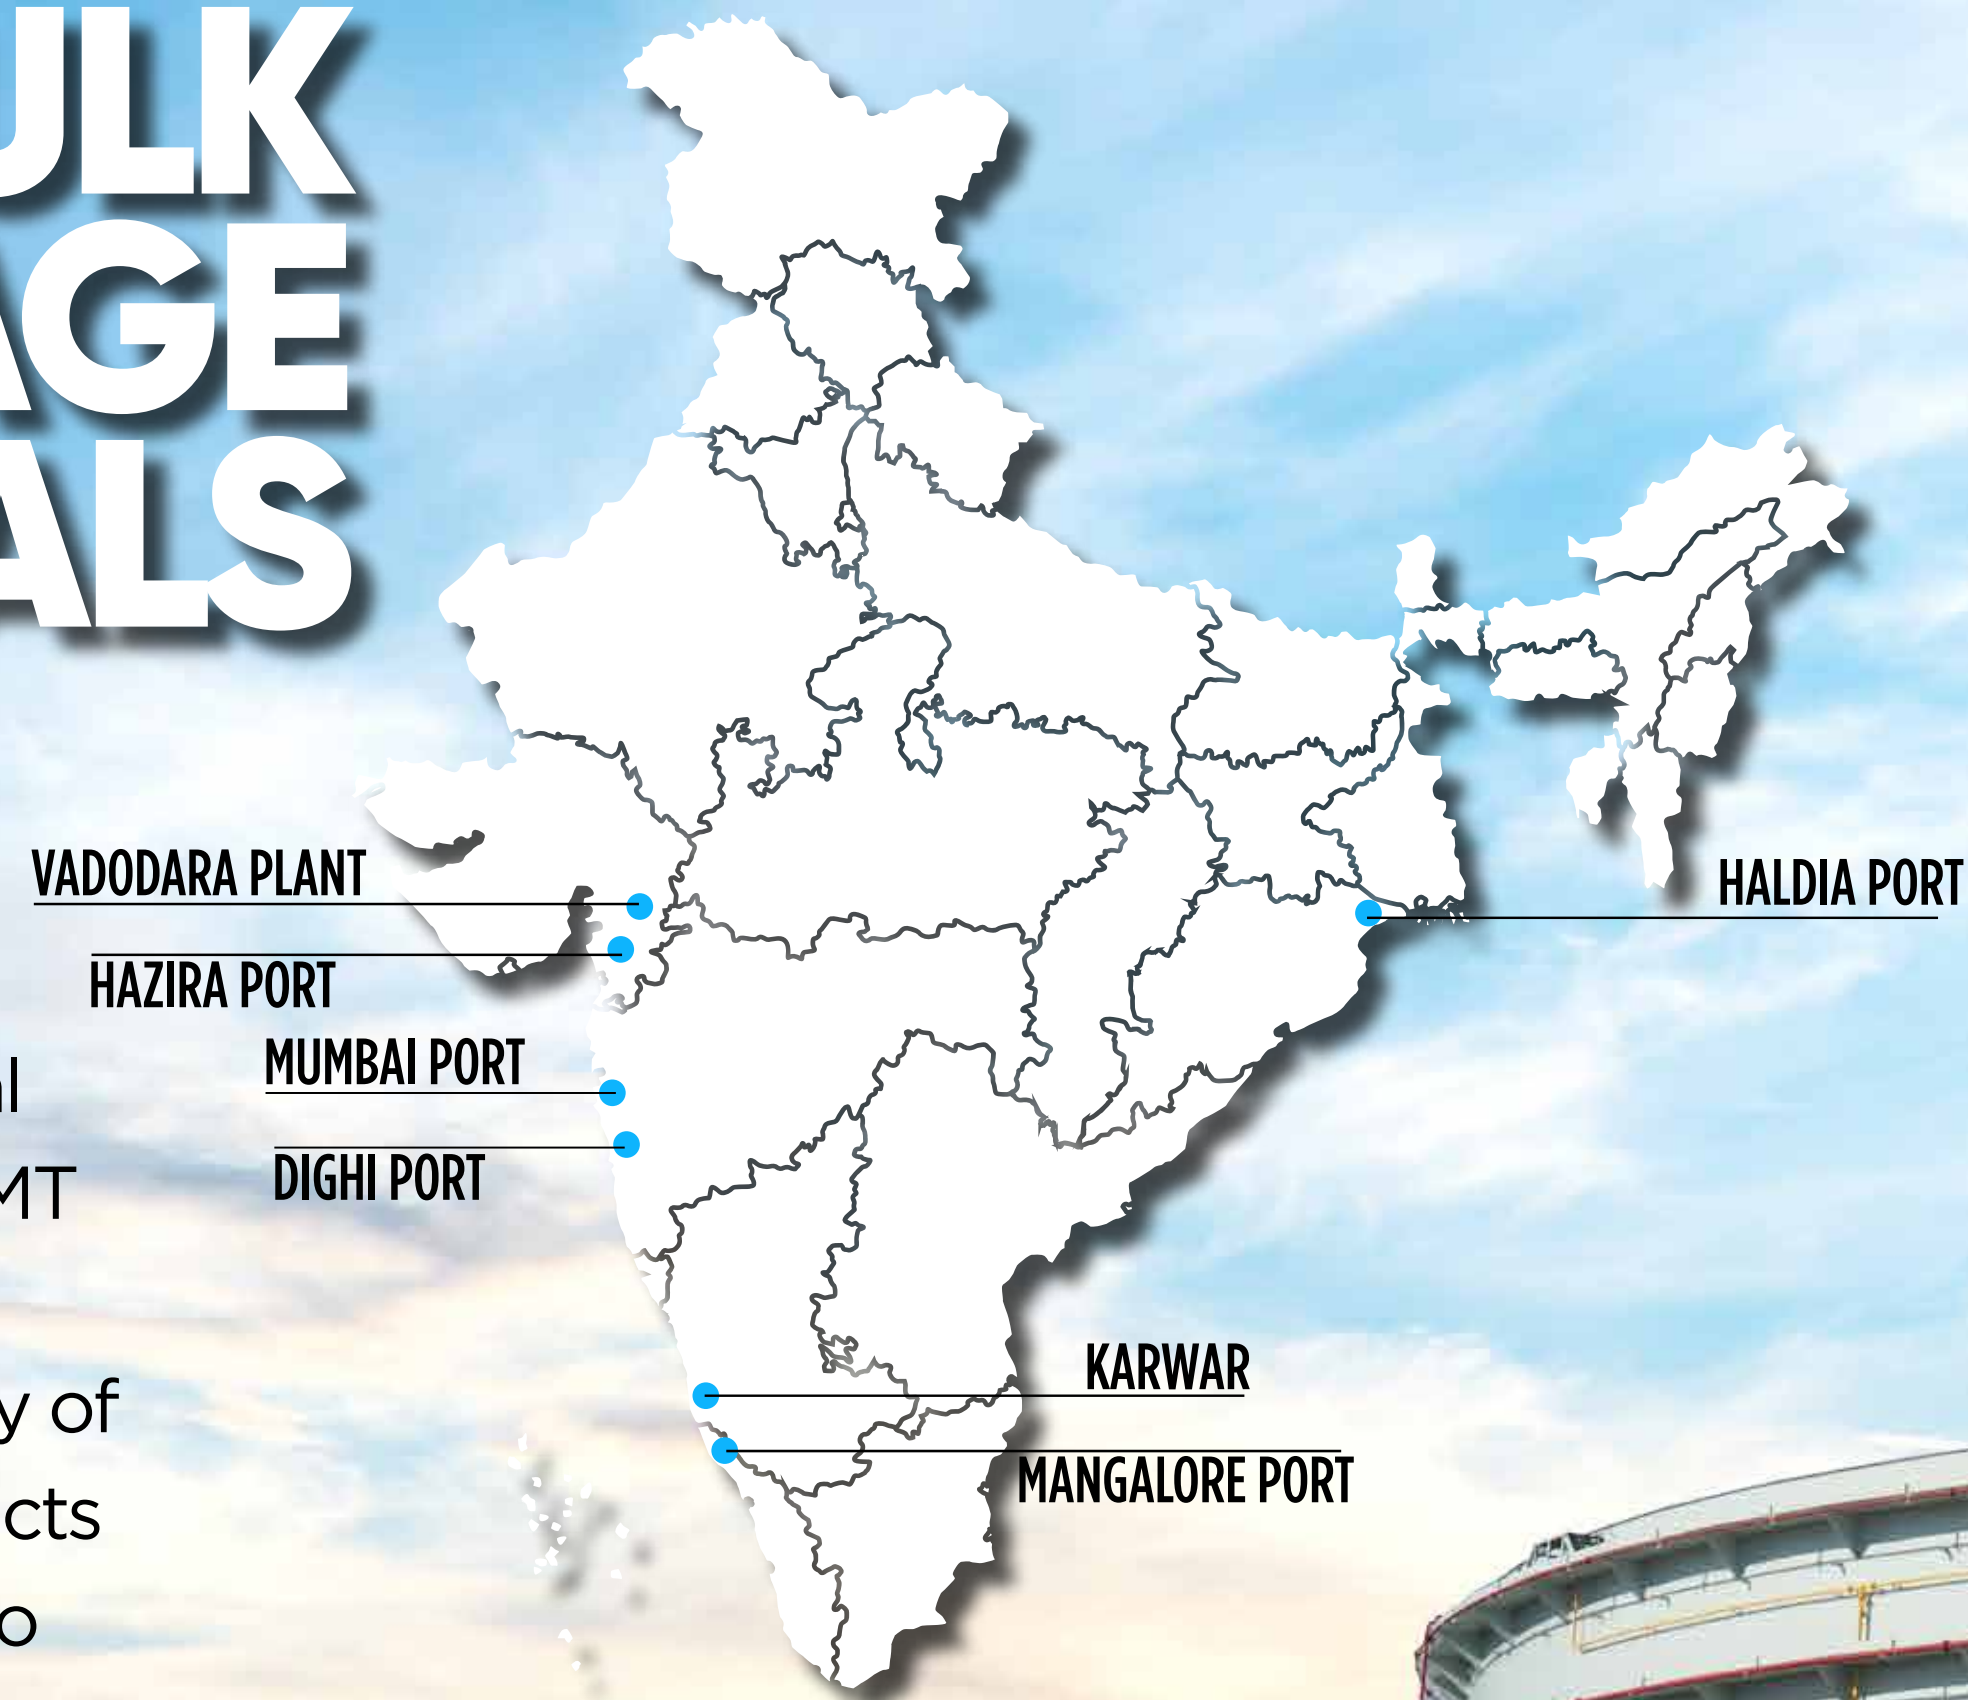 ULK
AGE
ALS
VADODARA PLANT
HAZIRA PORT
MUMBAI PORT
DIGHI PORT
HALDIA PORT
KARWAR
MANGALORE PORT
al
MT
y of
cts
o